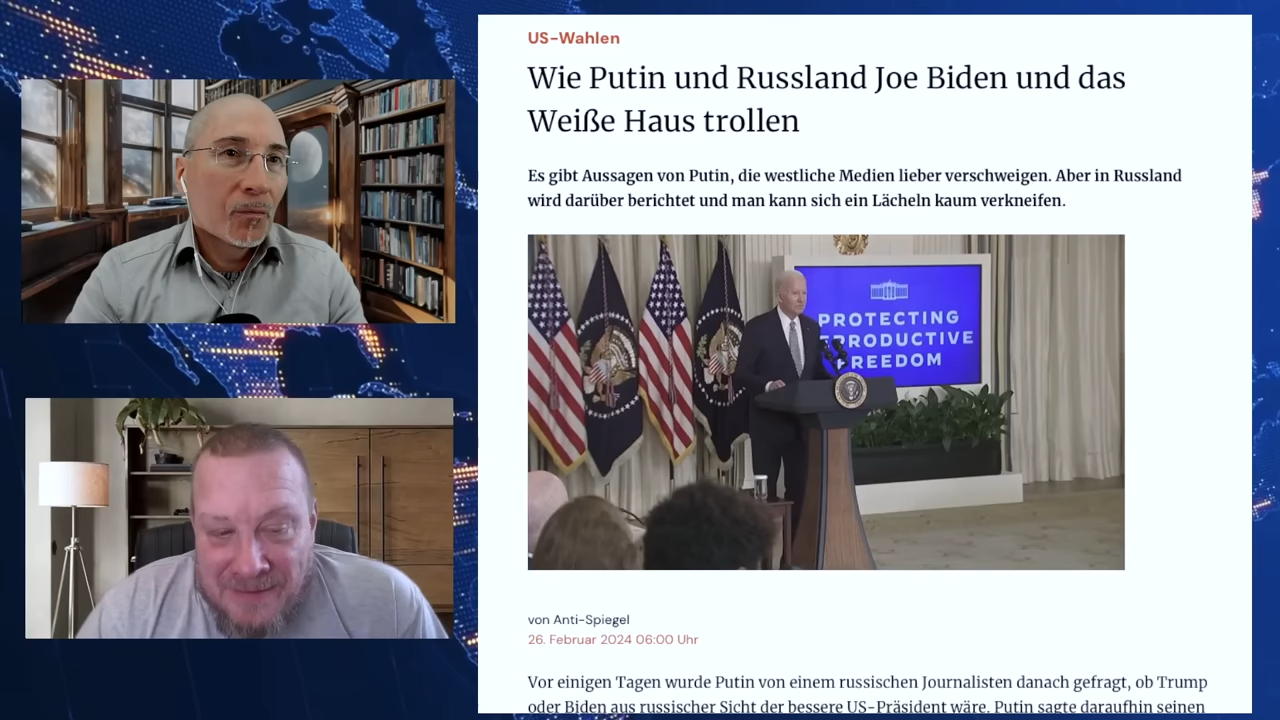 US-Wahlen
Wie Putin und Russland Joe Biden und das
Weiße Haus trollen
Es gibt Aussagen von Putin, die westliche Medien lieber verschweigen. Aber in Russland
wird darüber berichtet und man kann sich ein Lächeln kaum verkneifen.
PROTECTING
EPRODUCTIVE
FREEDOM
von Anti-Spiegel
26. Februar 2024 06:00 Uhr
Vor einigen Tagen wurde Putin von einem russischen Journalisten danach gefragt, ob Trump
oder Biden aus russischer Sicht der bessere US-Präsident wäre. Putin sagte daraufhin seinen